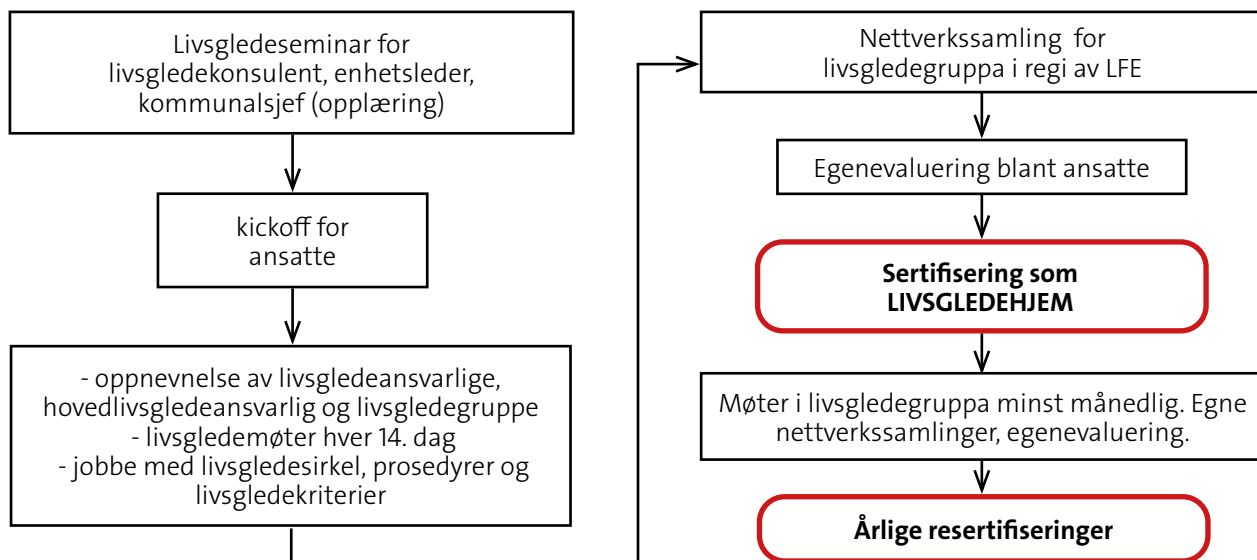 Livsgledeseminar for
livsgledekonsulent, enhetsleder,
kommunalsjef (opplæring)
kickoff for
ansatte
- oppnevnelse av livsgledeansvarlige,
hovedlivsgledeansvarlig og livsgledegruppe
- livsgledemøter hver 14. dag
- jobbe med livsgledesirkel, prosedyrer og
livsgledekriterier
Nettverkssamling for
livsgledegruppa i regi av LFE
Egenevaluering blant ansatte
Sertifisering som
LIVSGLEDEHJEM
Møter i livsgledegruppa minst månedlig. Egne
nettverkssamlinger, egenevaluering.
Årlige resertifiseringer